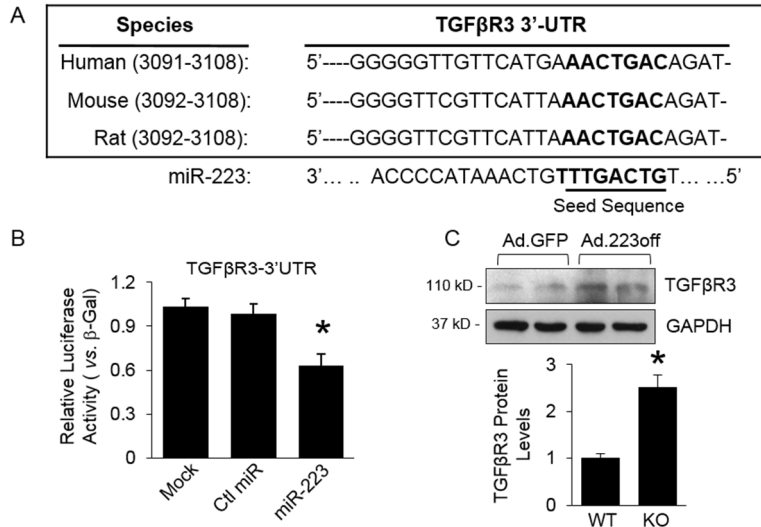 A
Species TGFβR3 3’-UTR
Human (3091-3108): 5’----GGGGGTTGTTCATGAAACTGACAGAT-
Mouse (3092-3108): 5’----GGGGTTCGTTCATTAAACTGACAGAT-
Rat (3092-3108): 5’----GGGGTTCGTTCATTAAACTGACAGAT-
miR-223: 3’... .. ACCCCATAAACTGTTTGACTGT... ...5’
Seed Sequence
B
TGFβR3-3’UTR
Relative Luciferase
Activity ( vs. β-Gal)
1.2
0.9
0.6
0.3
0
*
Mock
Ctl miR
miR-223
C
Ad.GFP Ad.223off
110 kD - TGFβR3
37 kD - GAPDH
TGFβR3 Protein
Levels
3
2
1
0
*
WT KO